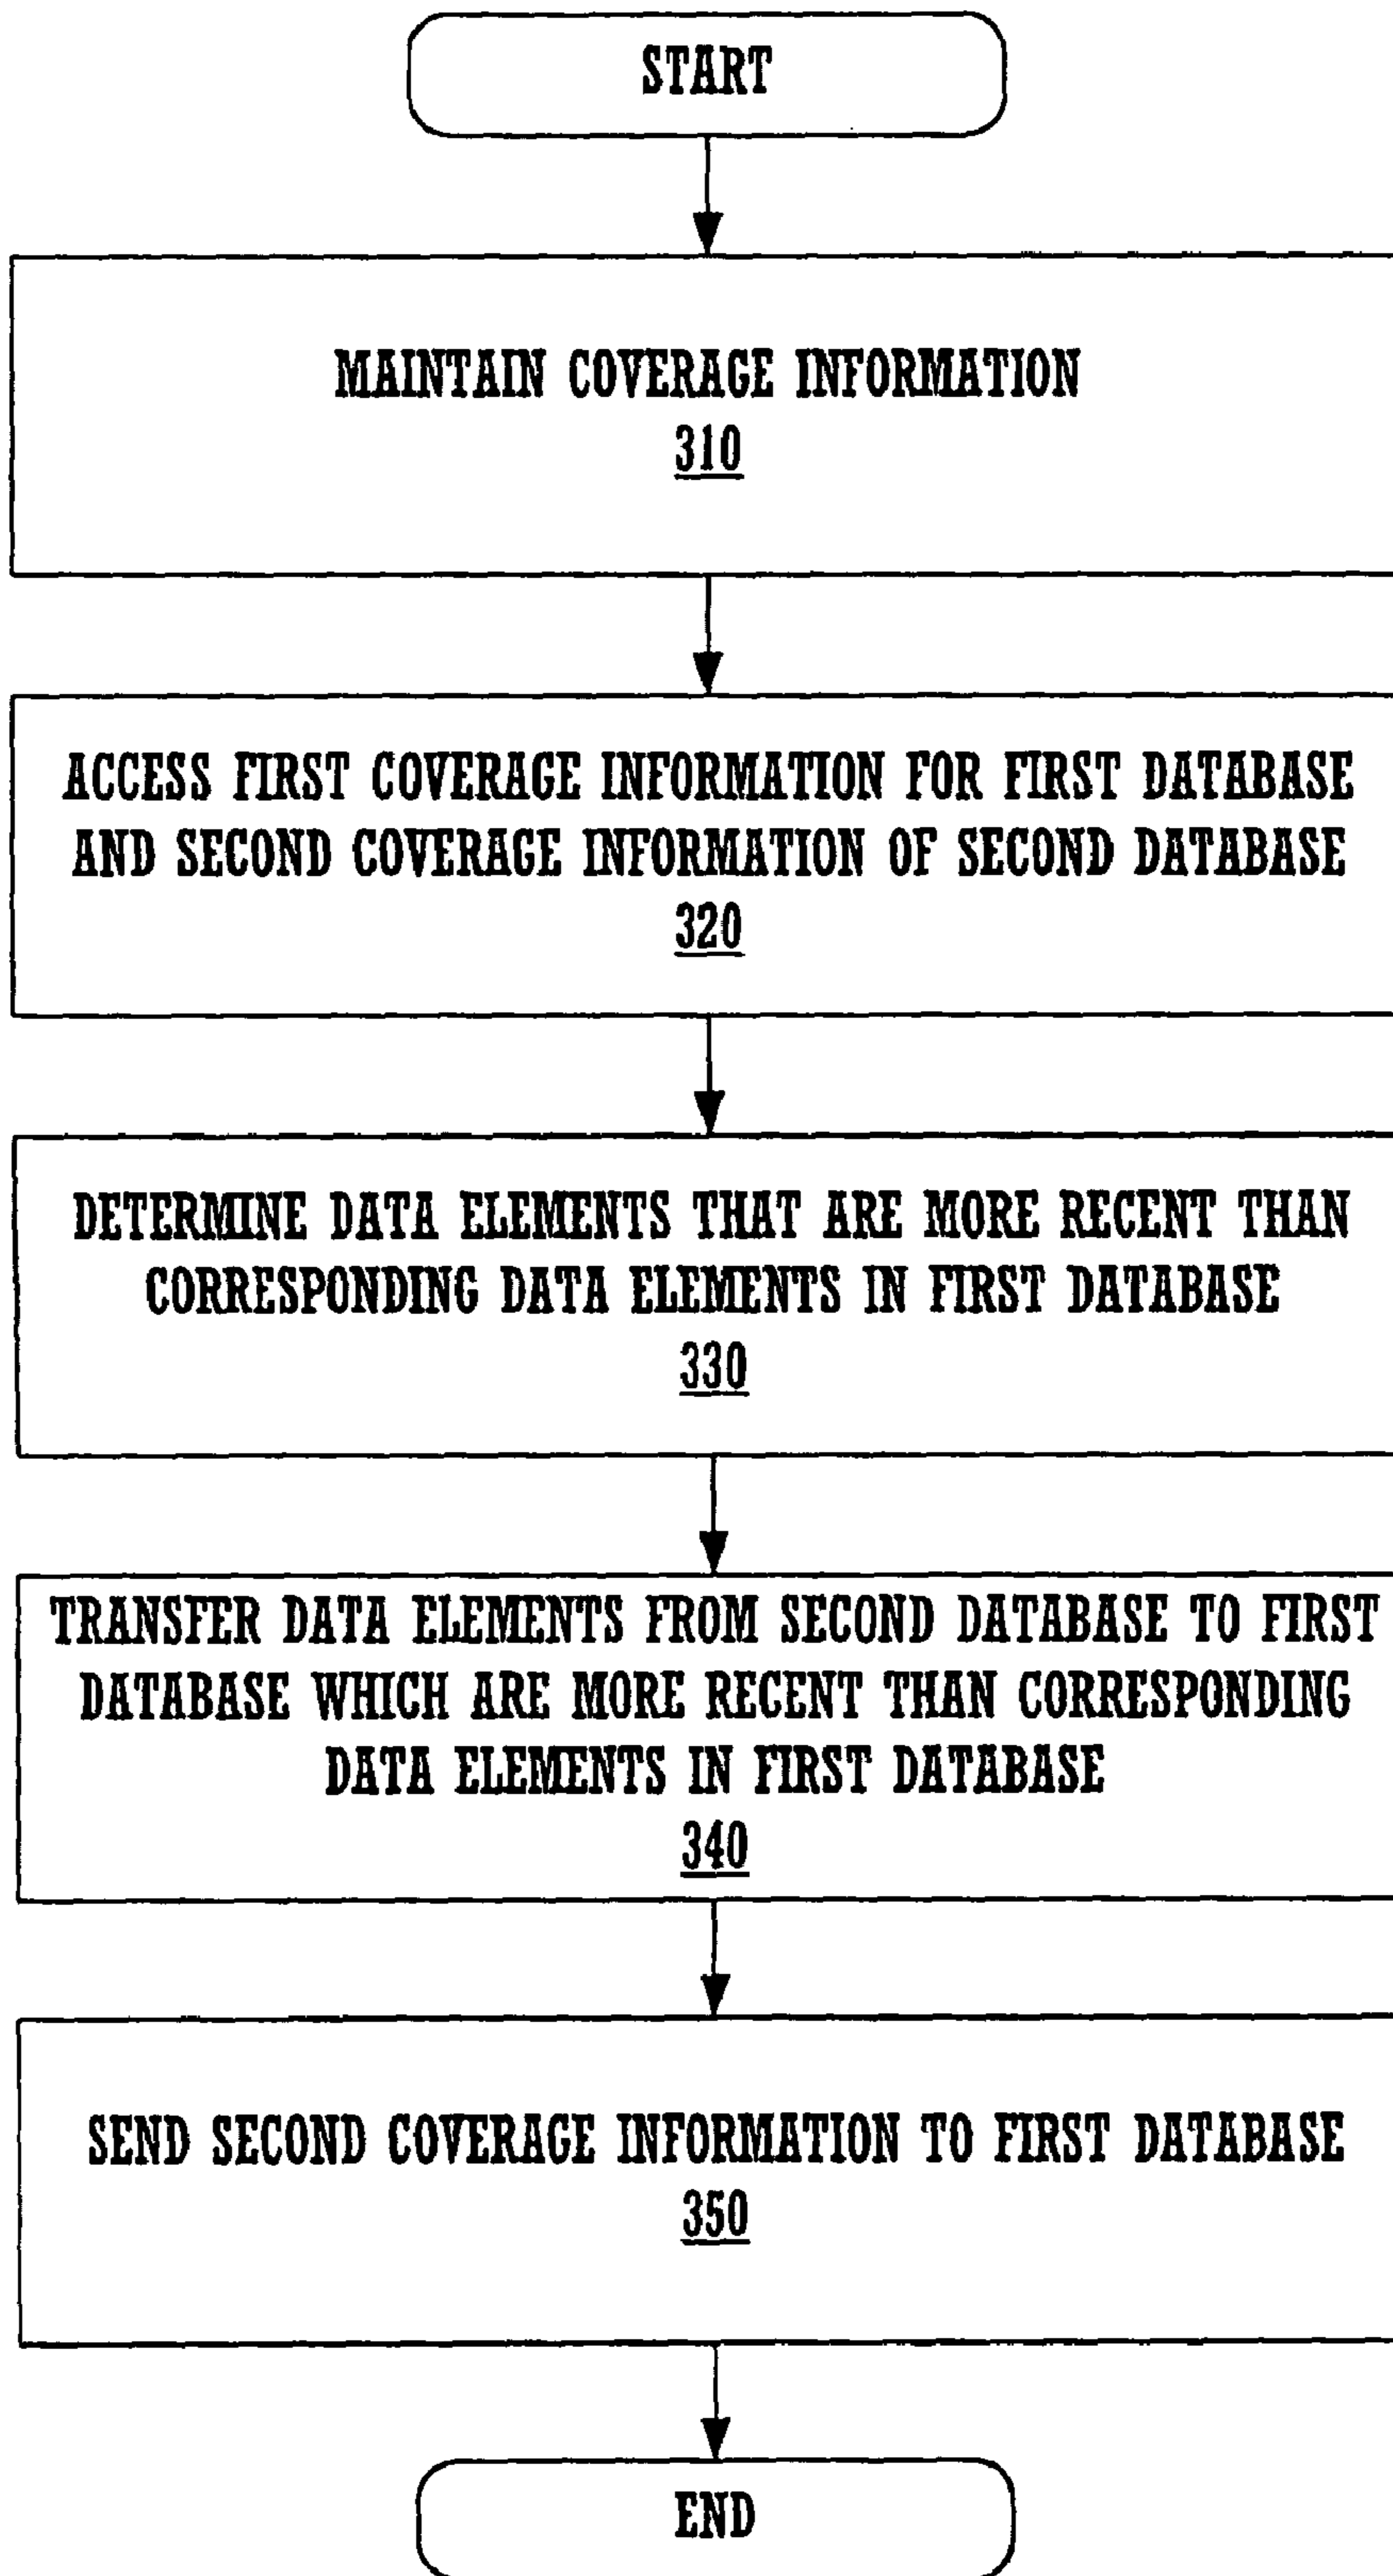 START
MAINTAIN COVERAGE INFORMATION
310
ACCESS FIRST COVERAGE INFORMATION FOR FIRST DATABASE
AND SECOND COVERAGE INFORMATION OF SECOND DATABASE
320
DETERMINE DATA ELEMENTS THAT ARE MORE RECENT THAN
CORRESPONDING DATA ELEMENTS IN FIRST DATABASE
330
TRANSFER DATA ELEMENTS FROM SECOND DATABASE TO FIRST
DATABASE WHICH ARE MORE RECENT THAN CORRESPONDING
DATA ELEMENTS IN FIRST DATABASE
340
SEND SECOND COVERAGE INFORMATION TO FIRST DATABASE
350
END